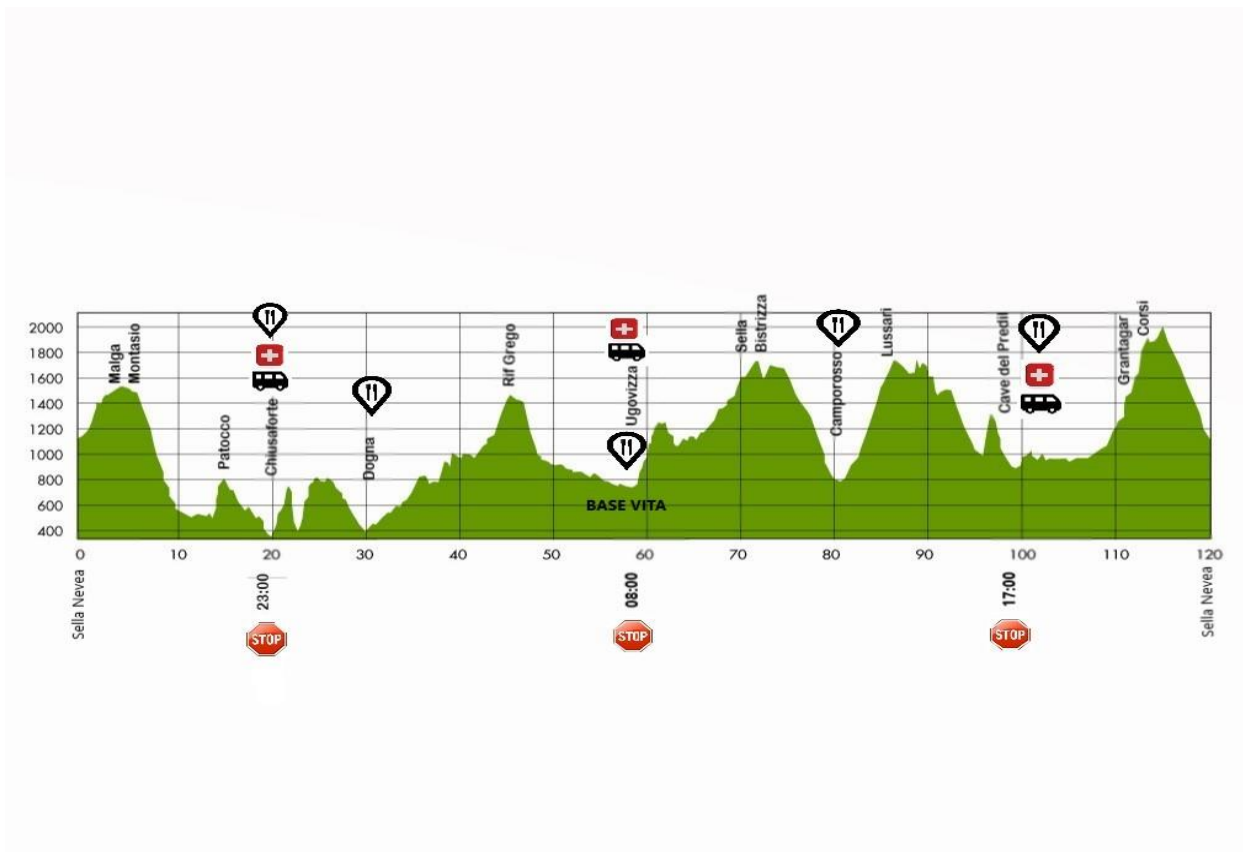 2000
1800
1600
1400
1200
1000
800
600
400
Malga
Montasio
Patocco
Chiusaforte
Dogna
Rif Grego
Ugovizza
BASE VITA
Sella
Bistrizza
Camporosso
Lussari
Cave del Predil
Grantagar
Corsi
0 10 20 30 40 50 60 70 80 90 100 110 120
Sella Nevea
23:00
08:00
17:00
Sella Nevea
STOP
STOP
STOP